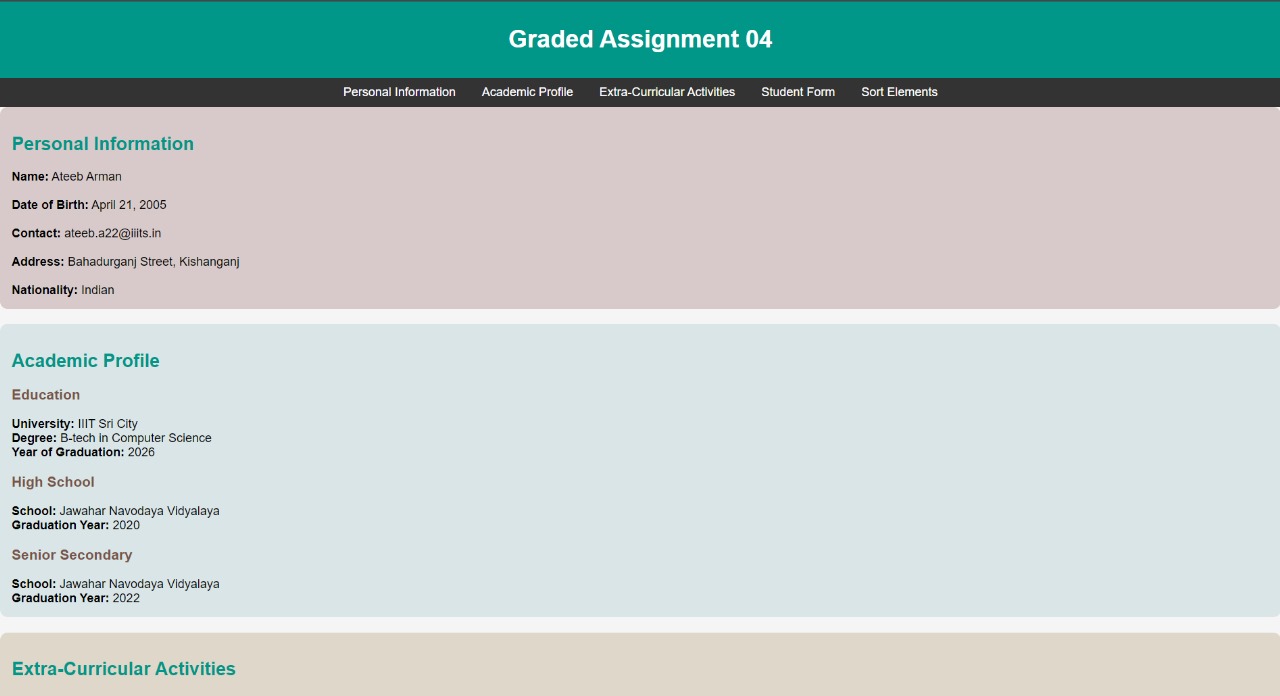 Graded Assignment 04
Personal Information Academic Profile Extra-Curricular Activities Student Form Sort Elements
Personal Information
Name: Ateeb Arman
Date of Birth: April 21, 2005
Contact: ateeb.a22@iiits.in
Address: Bahadurganj Street, Kishanganj
Nationality: Indian
Academic Profile
Education
University: IIIT Sri City
Degree: B-tech in Computer Science
Year of Graduation: 2026
High School
School: Jawahar Navodaya Vidyalaya
Graduation Year: 2020
Senior Secondary
School: Jawahar Navodaya Vidyalaya
Graduation Year: 2022
Extra-Curricular Activities